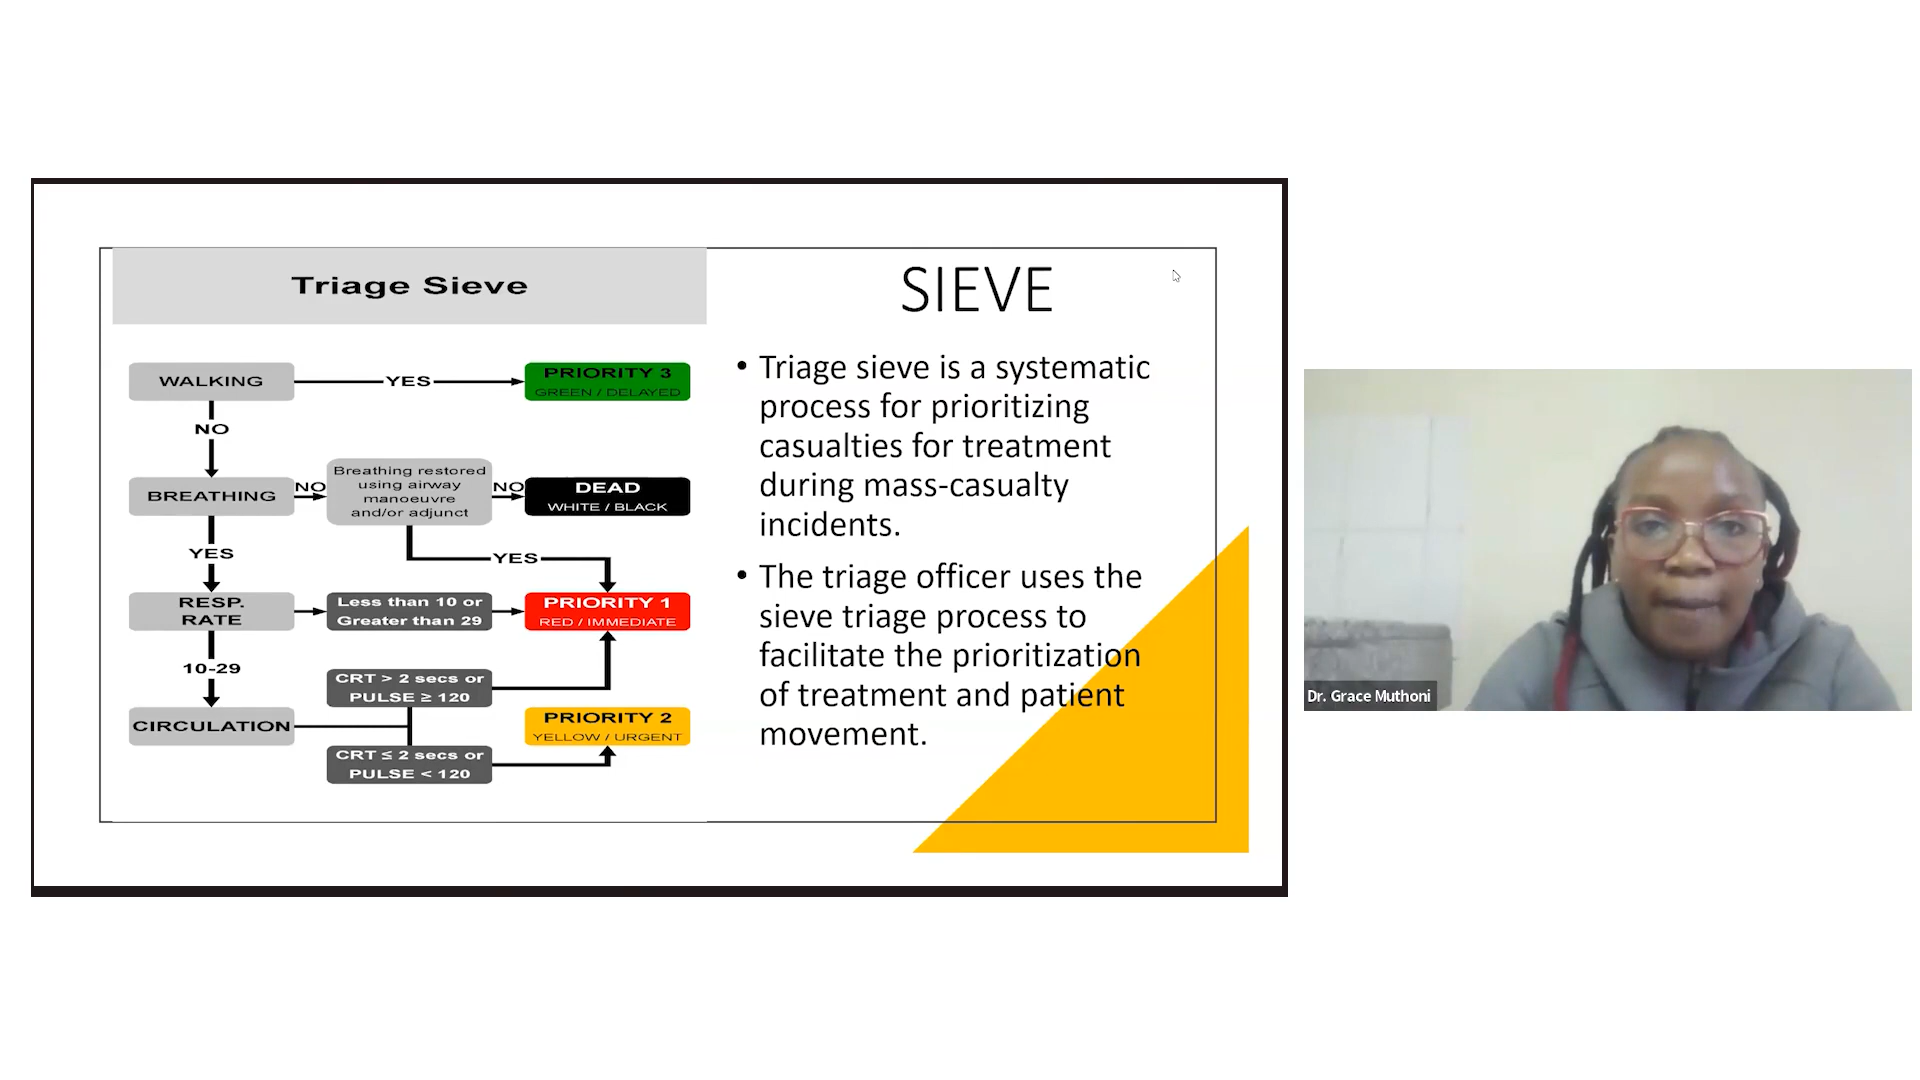 Triage Sieve
WALKING
YES
PRIORITY 3
GREEN / DELAYED
NO
BREATHING
NO
Breathing restored
using airway
manoeuvre
and/or adjunct
NO
DEAD
WHITE / BLACK
YES
YES
RESP.
RATE
Less than 10 or
Greater than 29
PRIORITY 1
RED / IMMEDIATE
10-29
CRT > 2 secs or
PULSE ≥ 120
CIRCULATION
PRIORITY 2
YELLOW / URGENT
CRT ≤ 2 secs or
PULSE < 120
SIEVE
• Triage sieve is a systematic
process for prioritizing
casualties for treatment
during mass-casualty
incidents.
• The triage officer uses the
sieve triage process to
facilitate the prioritization
of treatment and patient
movement.
Dr. Grace Muthoni